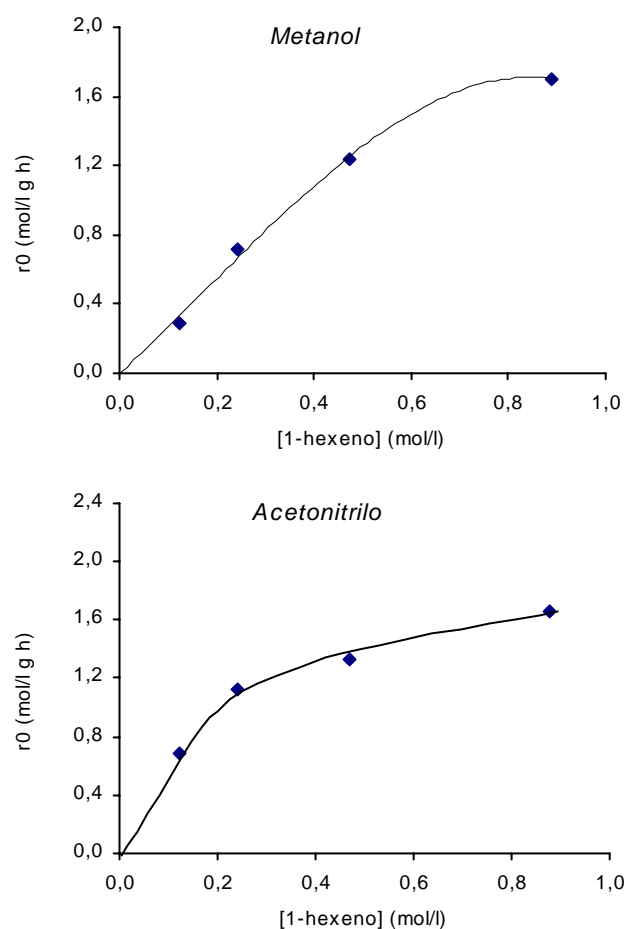 Metanol
2,0
1,6
1,2
0,8
0,4
0,0
r0 (mol/l g h)
0,0 0,2 0,4 0,6 0,8 1,0
[1-hexeno] (mol/l)
Acetonitrilo
2,4
2,0
1,6
1,2
0,8
0,4
0,0
r0 (mol/l g h)
0,0 0,2 0,4 0,6 0,8 1,0
[1-hexeno] (mol/l)